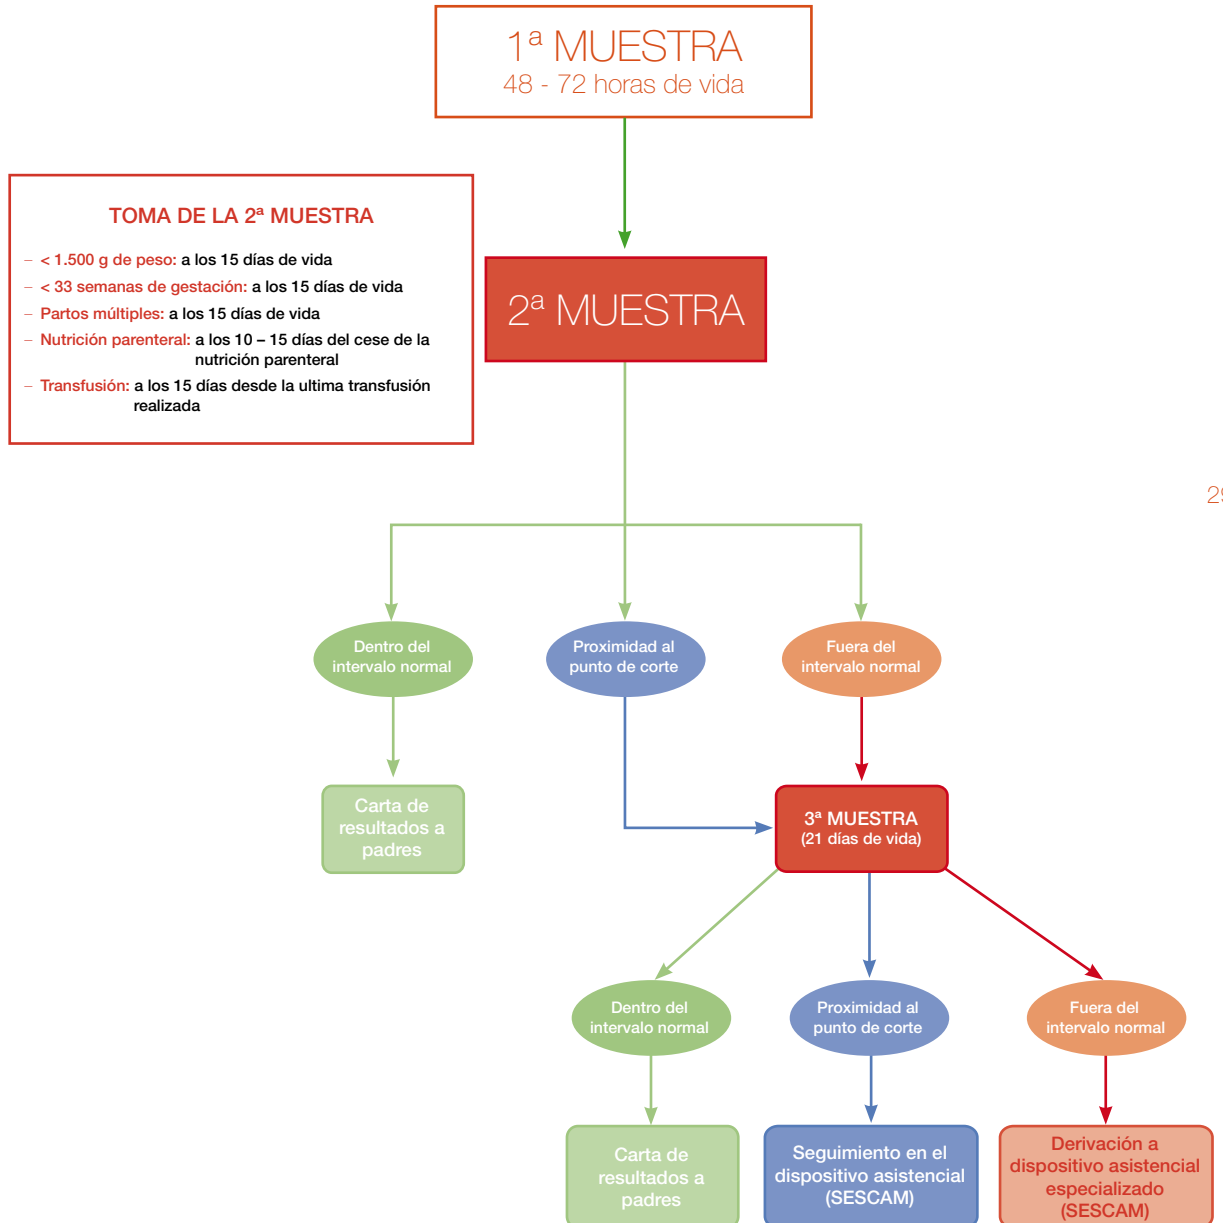 1ª MUESTRA
48 - 72 horas de vida
TOMA DE LA 2ª MUESTRA
– < 1.500 g de peso: a los 15 días de vida
– < 33 semanas de gestación: a los 15 días de vida
– Partos múltiples: a los 15 días de vida
– Nutrición parenteral: a los 10 – 15 días del cese de la
nutrición parenteral
– Transfusión: a los 15 días desde la ultima transfusión
realizada
2ª MUESTRA
29
Dentro del
intervalo normal
Proximidad al
punto de corte
Fuera del
intervalo normal
Carta de
resultados a
padres
3ª MUESTRA
(21 días de vida)
Dentro del
intervalo normal
Proximidad al
punto de corte
Fuera del
intervalo normal
Carta de
resultados a
padres
Seguimiento en el
dispositivo asistencial
(SESCAM)
Derivación a
dispositivo asistencial
especializado
(SESCAM)